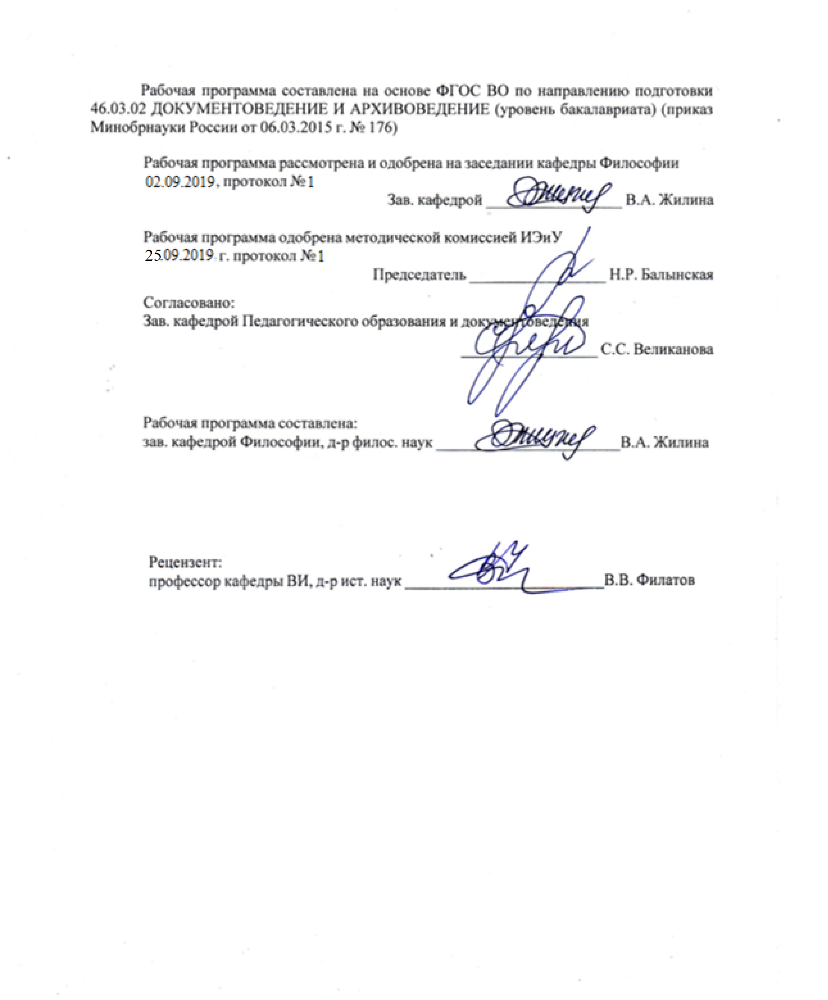 Рабочая программа составлена на основе ФГОС ВО по направлению подготовки
46.03.02 ДОКУМЕНТОВЕДЕНИЕ И АРХИВОВЕДЕНИЕ (уровень бакалавриата) (приказ
Минобрнауки России от 06.03.2015 г. № 176)
Рабочая программа рассмотрена и одобрена на заседании кафедры Философии
02.09.2019, протокол №1
Зав. кафедрой В.А. Жилина
Рабочая программа одобрена методической комиссией ИЭиУ
25.09.2019 г. протокол №1
Председатель Н.Р. Балынская
Согласовано:
Зав. кафедрой Педагогического образования и документоведения
С.С. Великанова
Рабочая программа составлена:
зав. кафедрой Философии, д-р филос. наук В.А. Жилина
Рецензент:
профессор кафедры ВИ, д-р ист. наук В.В. Филатов